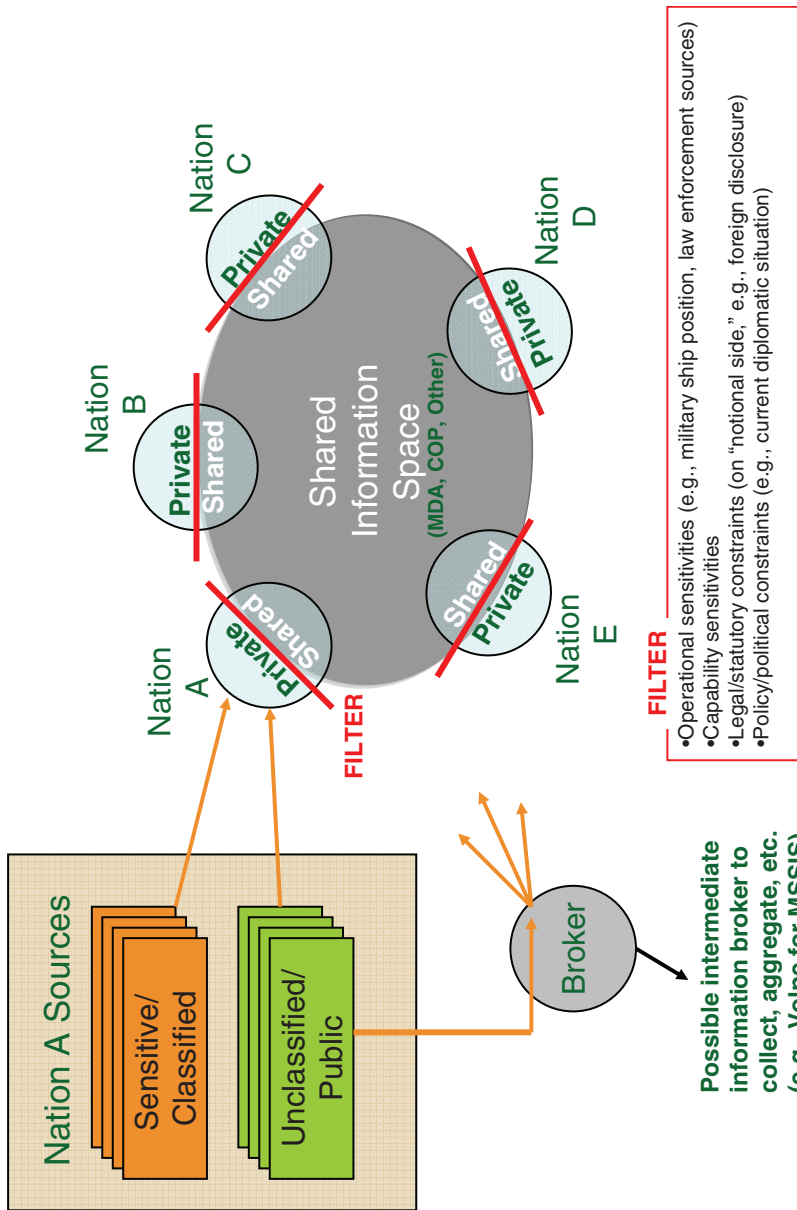 Nation A Sources
Sensitive/
Classified
Unclassified/
Public
Broker
Possible intermediate
information broker to
collect, aggregate, etc.
(e.g., Volpe for MSSIS)
Nation
A
Private
Shared
FILTER
Nation
B
Private
Shared
Nation
C
Private
Shared
Nation
D
Shared
Private
Nation
E
Shared
Private
Shared
Information
Space
(MDA, COP, Other)
FILTER
•Operational sensitivities (e.g., military ship position, law enforcement sources)
•Capability sensitivities
•Legal/statutory constraints (on “notional side,” e.g., foreign disclosure)
•Policy/political constraints (e.g., current diplomatic situation)